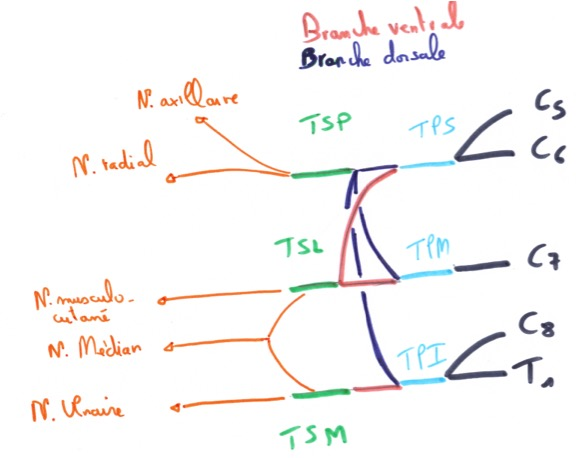 Branche ventrale
Branche dorsale
N. axillaire
TSP
TPS
C5
C6
N. radial
TSL
TPM
C7
N. musculo-
cutané
N. Médian
TPI
C8
T1
N. Ulnaire
TSM